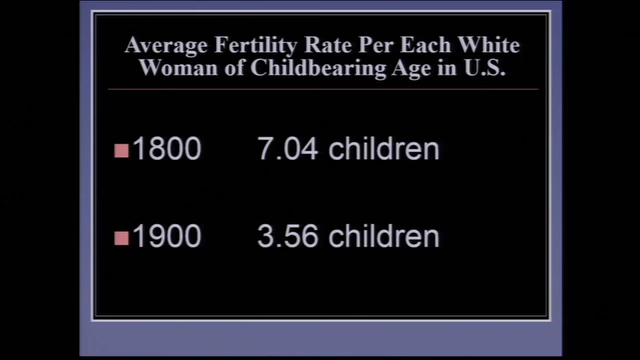 Average Fertility Rate Per Each White
Woman of Childbearing Age in U.S.
1800 7.04 children
1900 3.56 children